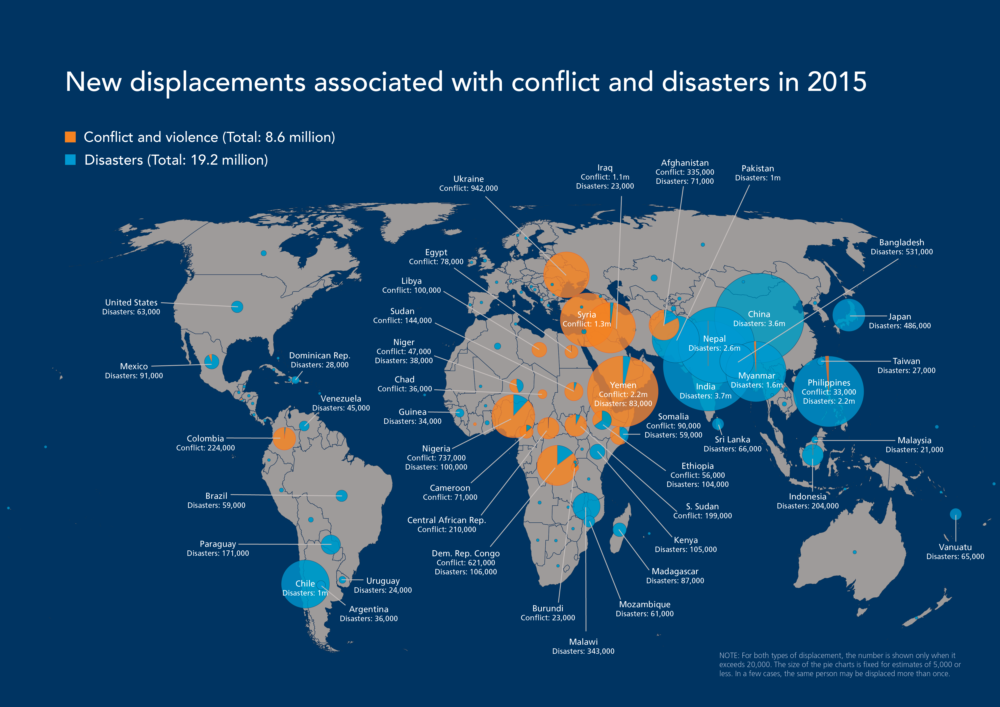 New displacements associated with conflict and disasters in 2015
Conflict and violence (Total: 8.6 million)
Disasters (Total: 19.2 million)
Ukraine
Conflict: 942,000
Iraq
Conflict: 1.1m
Disasters: 23,000
Afghanistan
Conflict: 335,000
Disasters: 71,000
Pakistan
Disasters: 1m
Bangladesh
Disasters: 531,000
Egypt
Conflict: 78,000
Libya
Conflict: 100,000
Sudan
Conflict: 144,000
Niger
Conflict: 47,000
Disasters: 38,000
Chad
Conflict: 36,000
Guinea
Disasters: 34,000
United States
Disasters: 63,000
Mexico
Disasters: 91,000
Dominican Rep.
Disasters: 28,000
Venezuela
Disasters: 45,000
Colombia
Conflict: 224,000
Brazil
Disasters: 59,000
Paraguay
Disasters: 171,000
Chile
Disasters: 1m
Uruguay
Disasters: 24,000
Argentina
Disasters: 36,000
Syria
Conflict: 1.3m
China
Disasters: 3.6m
Nepal
Disasters: 2.6m
Japan
Disasters: 486,000
Taiwan
Disasters: 27,000
Myanmar
Disasters: 1.6m
India
Disasters: 3.7m
Philippines
Conflict: 33,000
Disasters: 2.2m
Yemen
Conflict: 2.2m
Disasters: 83,000
Somalia
Conflict: 90,000
Disasters: 59,000
Sri Lanka
Disasters: 66,000
Malaysia
Disasters: 21,000
Nigeria
Conflict: 737,000
Disasters: 100,000
Ethiopia
Conflict: 56,000
Disasters: 104,000
Cameroon
Conflict: 71,000
Indonesia
Disasters: 204,000
S. Sudan
Conflict: 199,000
Central African Rep.
Conflict: 210,000
Kenya
Disasters: 105,000
Vanuatu
Disasters: 65,000
Dem. Rep. Congo
Conflict: 621,000
Disasters: 106,000
Madagascar
Disasters: 87,000
Mozambique
Disasters: 61,000
Burundi
Conflict: 23,000
Malawi
Disasters: 343,000
NOTE: For both types of displacement, the number is shown only when it
exceeds 20,000. The size of the pie charts is fixed for estimates of 5,000 or
less. In a few cases, the same person may be displaced more than once.